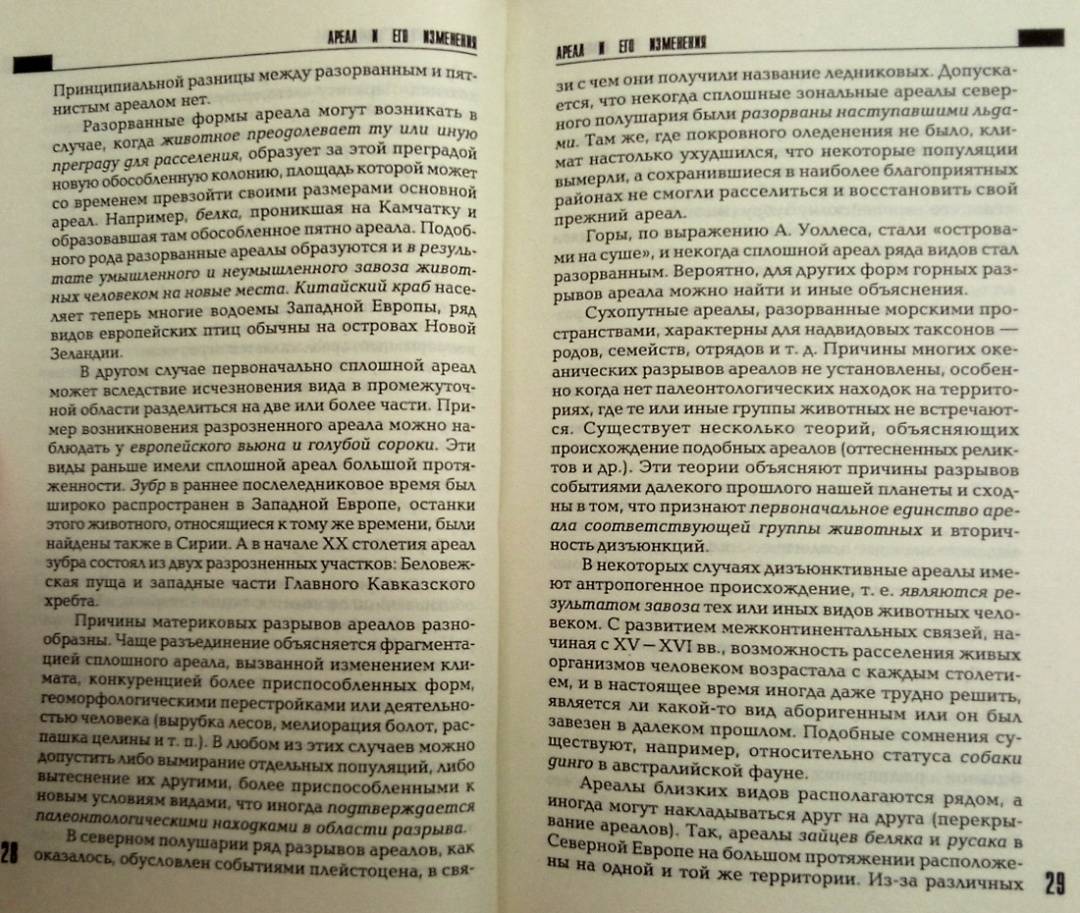 АРЕАЛ И ЕГО ИЗМЕНЕНИЯ
Принципиальной разницы между разорванным и пят-
нистым ареалом нет.
Разорванные формы ареала могут возникать в
случае, когда животное преодолевает ту или иную
преграду для расселения, образует за этой преградой
новую обособленную колонию, площадь которой может
со временем превзойти своими размерами основной
ареал. Например, белка, проникшая на Камчатку и
образовавшая там обособленное пятно ареала. Подоб-
ного рода разорванные ареалы образуются и в резуль-
тате умышленного и неумышленного завоза живот-
ных человеком на новые места. Китайский краб насе-
ляет теперь многие водоемы Западной Европы, ряд
видов европейских птиц обычны на островах Новой
Зеландии.
В другом случае первоначально сплошной ареал
может вследствие исчезновения вида в промежуточ-
ной области разделиться на две или более части. При-
мер возникновения разрозненного ареала можно на-
блюдать у европейского вьюна и голубой сороки. Эти
виды раньше имели сплошной ареал большой протя-
женности. Зубр в раннее послеледниковое время был
широко распространен в Западной Европе, останки
этого животного, относящиеся к тому же времени, были
найдены также в Сирии. А в начале XX столетия ареал
зубра состоял из двух разрозненных участков: Беловеж-
ская пуща и западные части Главного Кавказского
хребта.
Причины материковых разрывов ареалов разно-
образны. Чаще разъединение объясняется фрагмента-
цией сплошного ареала, вызванной изменением кли-
мата, конкуренцией более приспособленных форм,
геоморфологическими перестройками или деятельно-
стью человека (вырубка лесов, мелиорация болот, рас-
пашка целины и т. п.). В любом из этих случаев можно
допустить либо вымирание отдельных популяций, либо
вытеснение их другими, более приспособленными к
новым условиям видами, что иногда подтверждается
палеонтологическими находками в области разрыва.
В северном полушарии ряд разрывов ареалов, как
оказалось, обусловлен событиями плейстоцена, в свя-
28
АРЕАЛ И ЕГО ИЗМЕНЕНИЯ
зи с чем они получили название ледниковых. Допуска-
ется, что некогда сплошные зональные ареалы север-
ного полушария были разорваны наступавшими льда-
ми. Там же, где покровного оледенения не было, кли-
мат настолько ухудшился, что некоторые популяции
вымерли, а сохранившиеся в наиболее благоприятных
районах не смогли расселиться и восстановить свой
прежний ареал.
Горы, по выражению А. Уоллеса, стали «острова-
ми на суше», и некогда сплошной ареал ряда видов стал
разорванным. Вероятно, для других форм горных раз-
рывов ареала можно найти и иные объяснения.
Сухопутные ареалы, разорванные морскими про-
странствами, характерны для надвидовых таксонов —
родов, семейств, отрядов и т. д. Причины многих оке-
анических разрывов ареалов не установлены, особен-
но когда нет палеонтологических находок на террито-
риях, где те или иные группы животных не встречают-
ся. Существует несколько теорий, объясняющих
происхождение подобных ареалов (оттесненных релик-
тов и др.). Эти теории объясняют причины разрывов
событиями далекого прошлого нашей планеты и сход-
ны в том, что признают первоначальное единство аре-
ала соответствующей группы животных и вторич-
ность дизъюнкций.
В некоторых случаях дизъюнктивные ареалы име-
ют антропогенное происхождение, т. е. являются ре-
зультатом завоза тех или иных видов животных чело-
веком. С развитием межконтинентальных связей, на-
чиная с XV—XVI вв., возможность расселения живых
организмов человеком возрастала с каждым столети-
ем, и в настоящее время иногда даже трудно решить,
является ли какой-то вид аборигенным или он был
завезен в далеком прошлом. Подобные сомнения су-
ществуют, например, относительно статуса собаки
динго в австралийской фауне.
Ареалы близких видов располагаются рядом, а
иногда могут накладываться друг на друга (перекры-
вание ареалов). Так, ареалы зайцев беляка и русака в
Северной Европе на большом протяжении расположе-
ны на одной и той же территории. Из-за различных
29